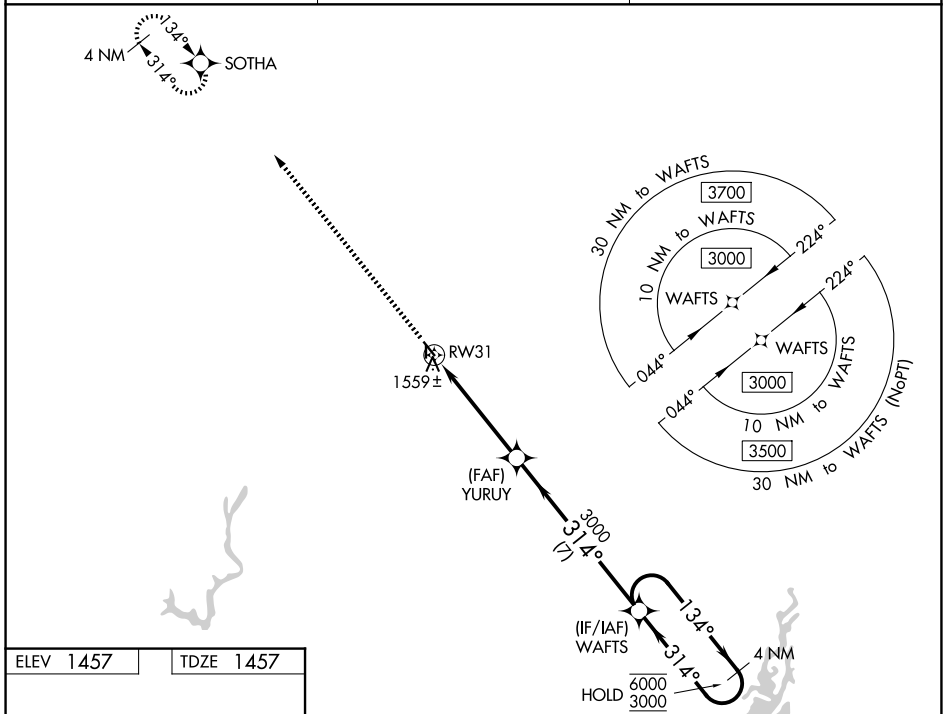 134°
4 NM
314°
SOTHA
30 NM to WAFTS
3700
10 NM to WAFTS
3000
224°
WAFTS
044°
224°
WAFTS
044°
3000
10 NM to WAFTS
3500
30 NM to WAFTS (NoPT)
RW31
1559±
(FAF)
YURUY
3000
314°
(7)
(IF/IAF)
WAFTS
134°
314°
4 NM
HOLD 6000
3000
ELEV 1457
TDZE 1457